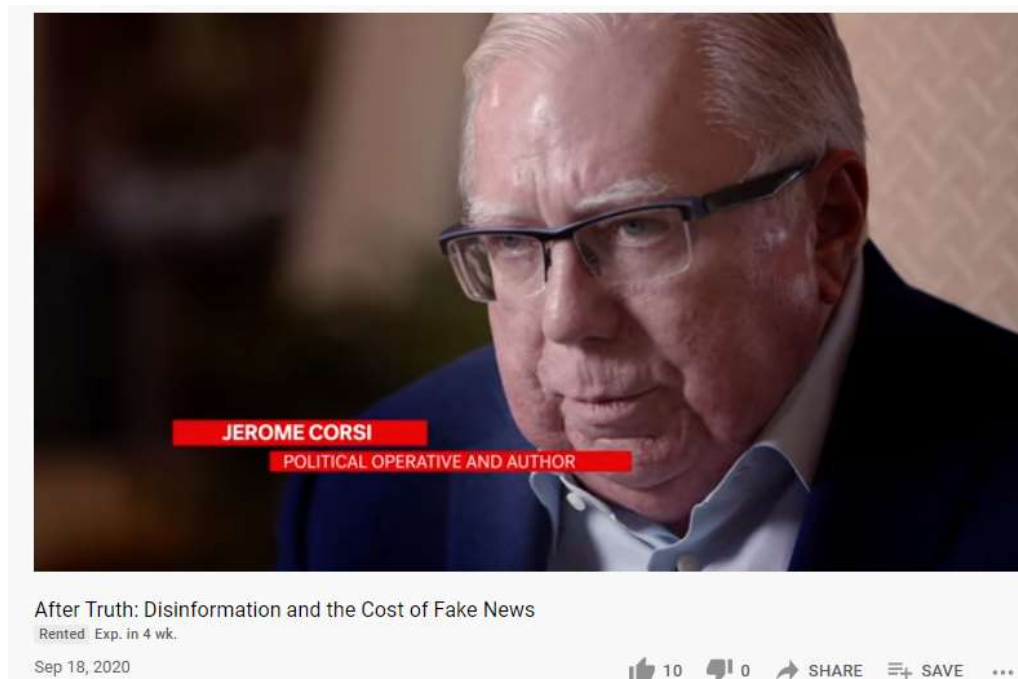 JEROME CORSI
POLITICAL OPERATIVE AND AUTHOR
After Truth: Disinformation and the Cost of Fake News
Rented Exp. in 4 wk.
Sep 18, 2020 10 0 SHARE SAVE